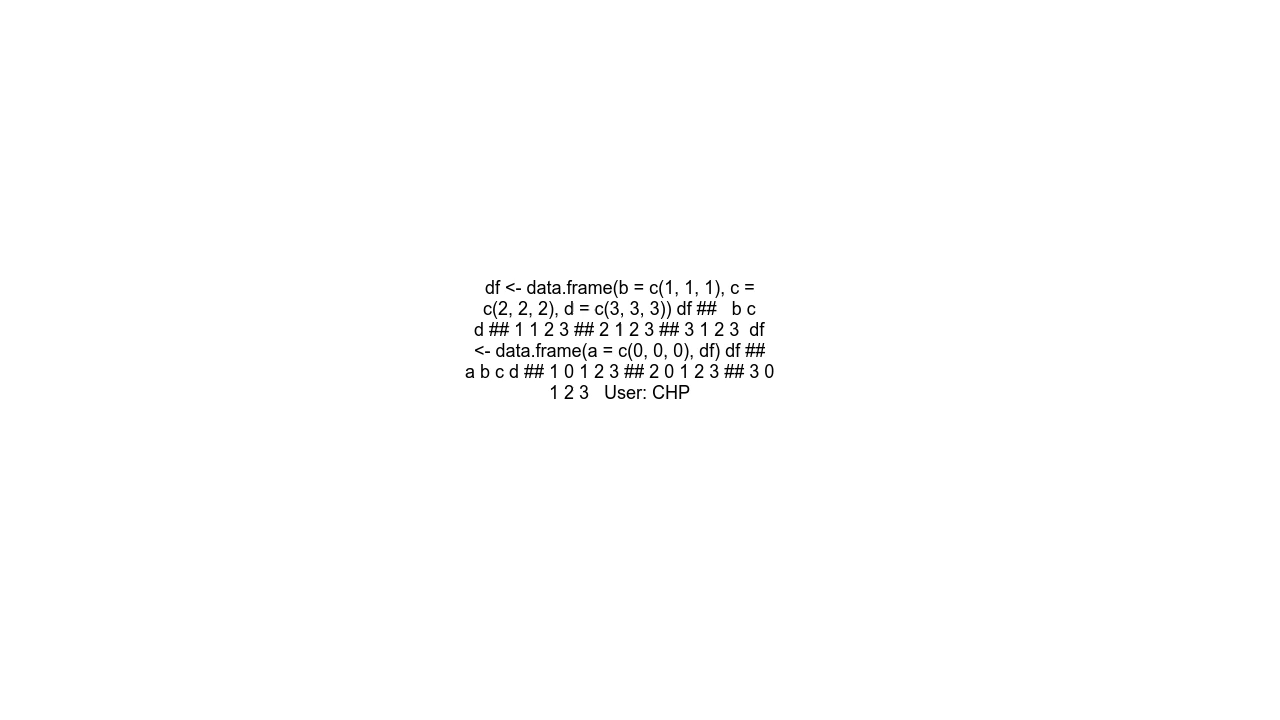 df <- data.frame(b = c(1, 1, 1), c =
c(2, 2, 2), d = c(3, 3, 3)) df ##   b c
d ## 1 1 2 3 ## 2 1 2 3 ## 3 1 2 3  df
<- data.frame(a = c(0, 0, 0), df) df ##
a b c d ## 1 0 1 2 3 ## 2 0 1 2 3 ## 3 0
1 2 3   User: CHP